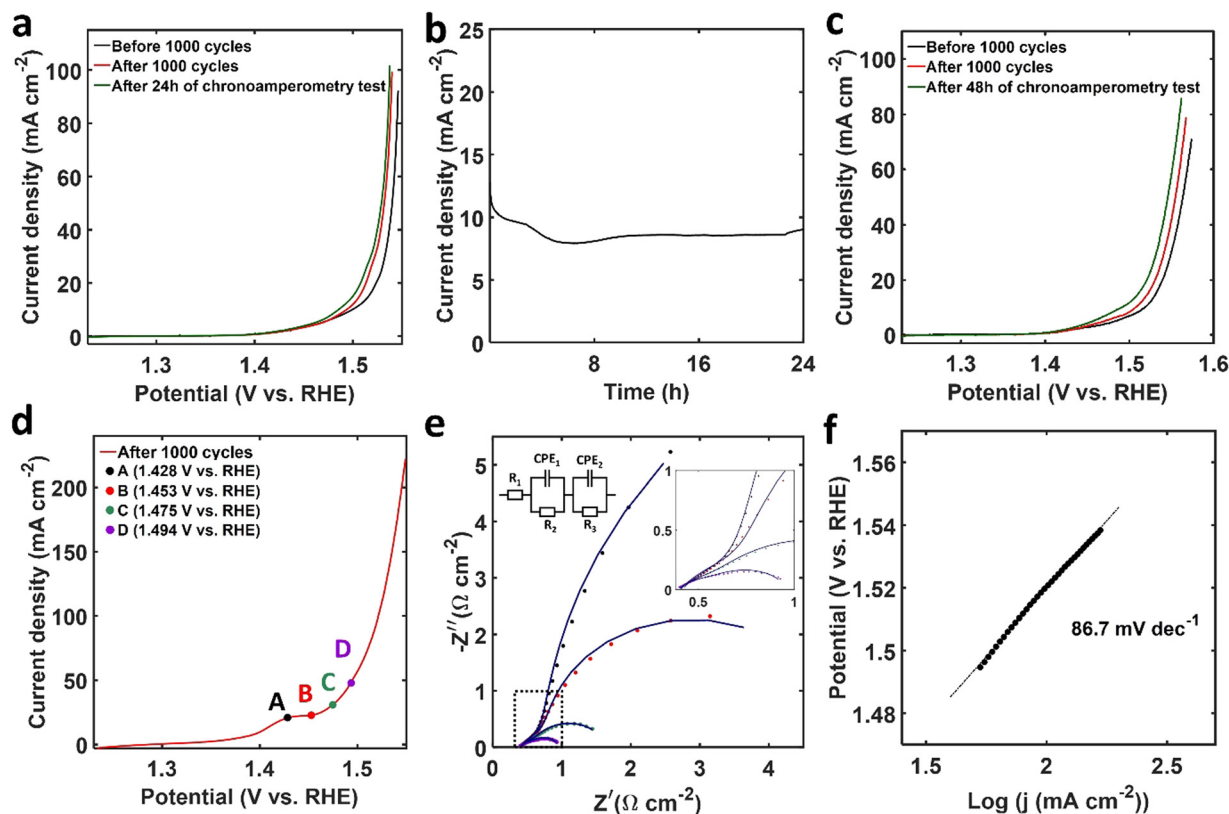 a
Before 1000 cycles
After 1000 cycles
After 24h of chronoamperometry test
100
80
60
40
20
0
1.3
1.4
1.5
Current density (mA cm-2)
Potential (V vs. RHE)
b
25
20
15
10
5
0
8
16
24
Current density (mA cm-2)
Time (h)
c
Before 1000 cycles
After 1000 cycles
After 48h of chronoamperometry test
100
80
60
40
20
0
1.3
1.4
1.5
1.6
Current density (mA cm-2)
Potential (V vs. RHE)
d
After 1000 cycles
A (1.428 V vs. RHE)
B (1.453 V vs. RHE)
C (1.475 V vs. RHE)
D (1.494 V vs. RHE)
A
B
C
D
200
150
100
50
0
1.3
1.4
1.5
Current density (mA cm-2)
Potential (V vs. RHE)
e
CPE1
CPE2
R1
R2
R3
1
0.5
0
0.5
1
5
4
3
2
1
0
0
1
2
3
4
-Z''(Ω cm-2)
Z'(Ω cm-2)
f
1.56
1.54
1.52
1.5
1.48
86.7 mV dec-1
1.5
2
2.5
Potential (V vs. RHE)
Log (j (mA cm-2))